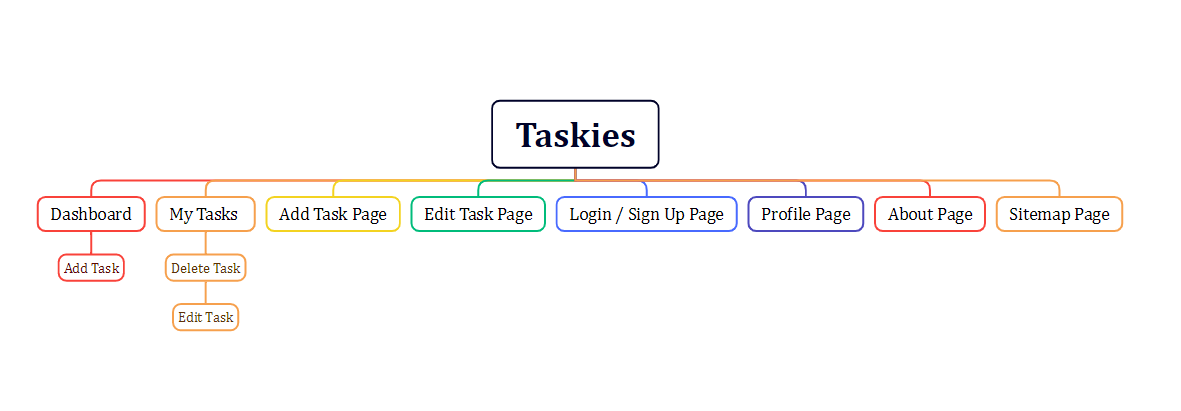 Taskies
Dashboard
My Tasks
Add Task Page
Edit Task Page
Login / Sign Up Page
Profile Page
About Page
Sitemap Page
Add Task
Delete Task
Edit Task